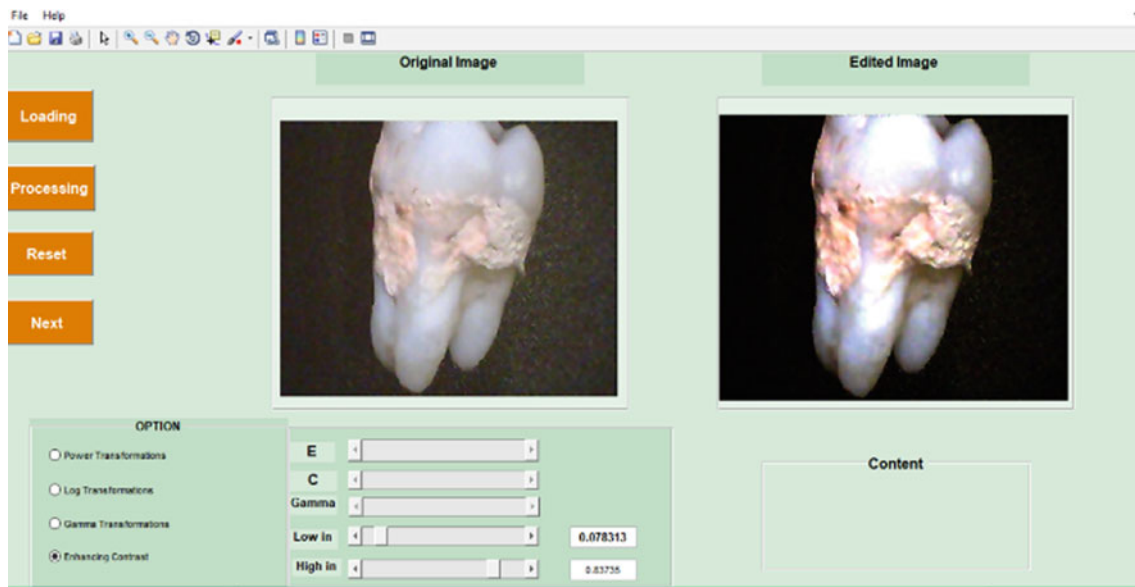 File Help
Original Image
Edited Image
Loading
Processing
Reset
Next
OPTION
Power Transformations
Log Transformations
Gamma Transformations
Enhancing Contrast
E
C
Gamma
Low in
0.078313
High in
0.83735
Content